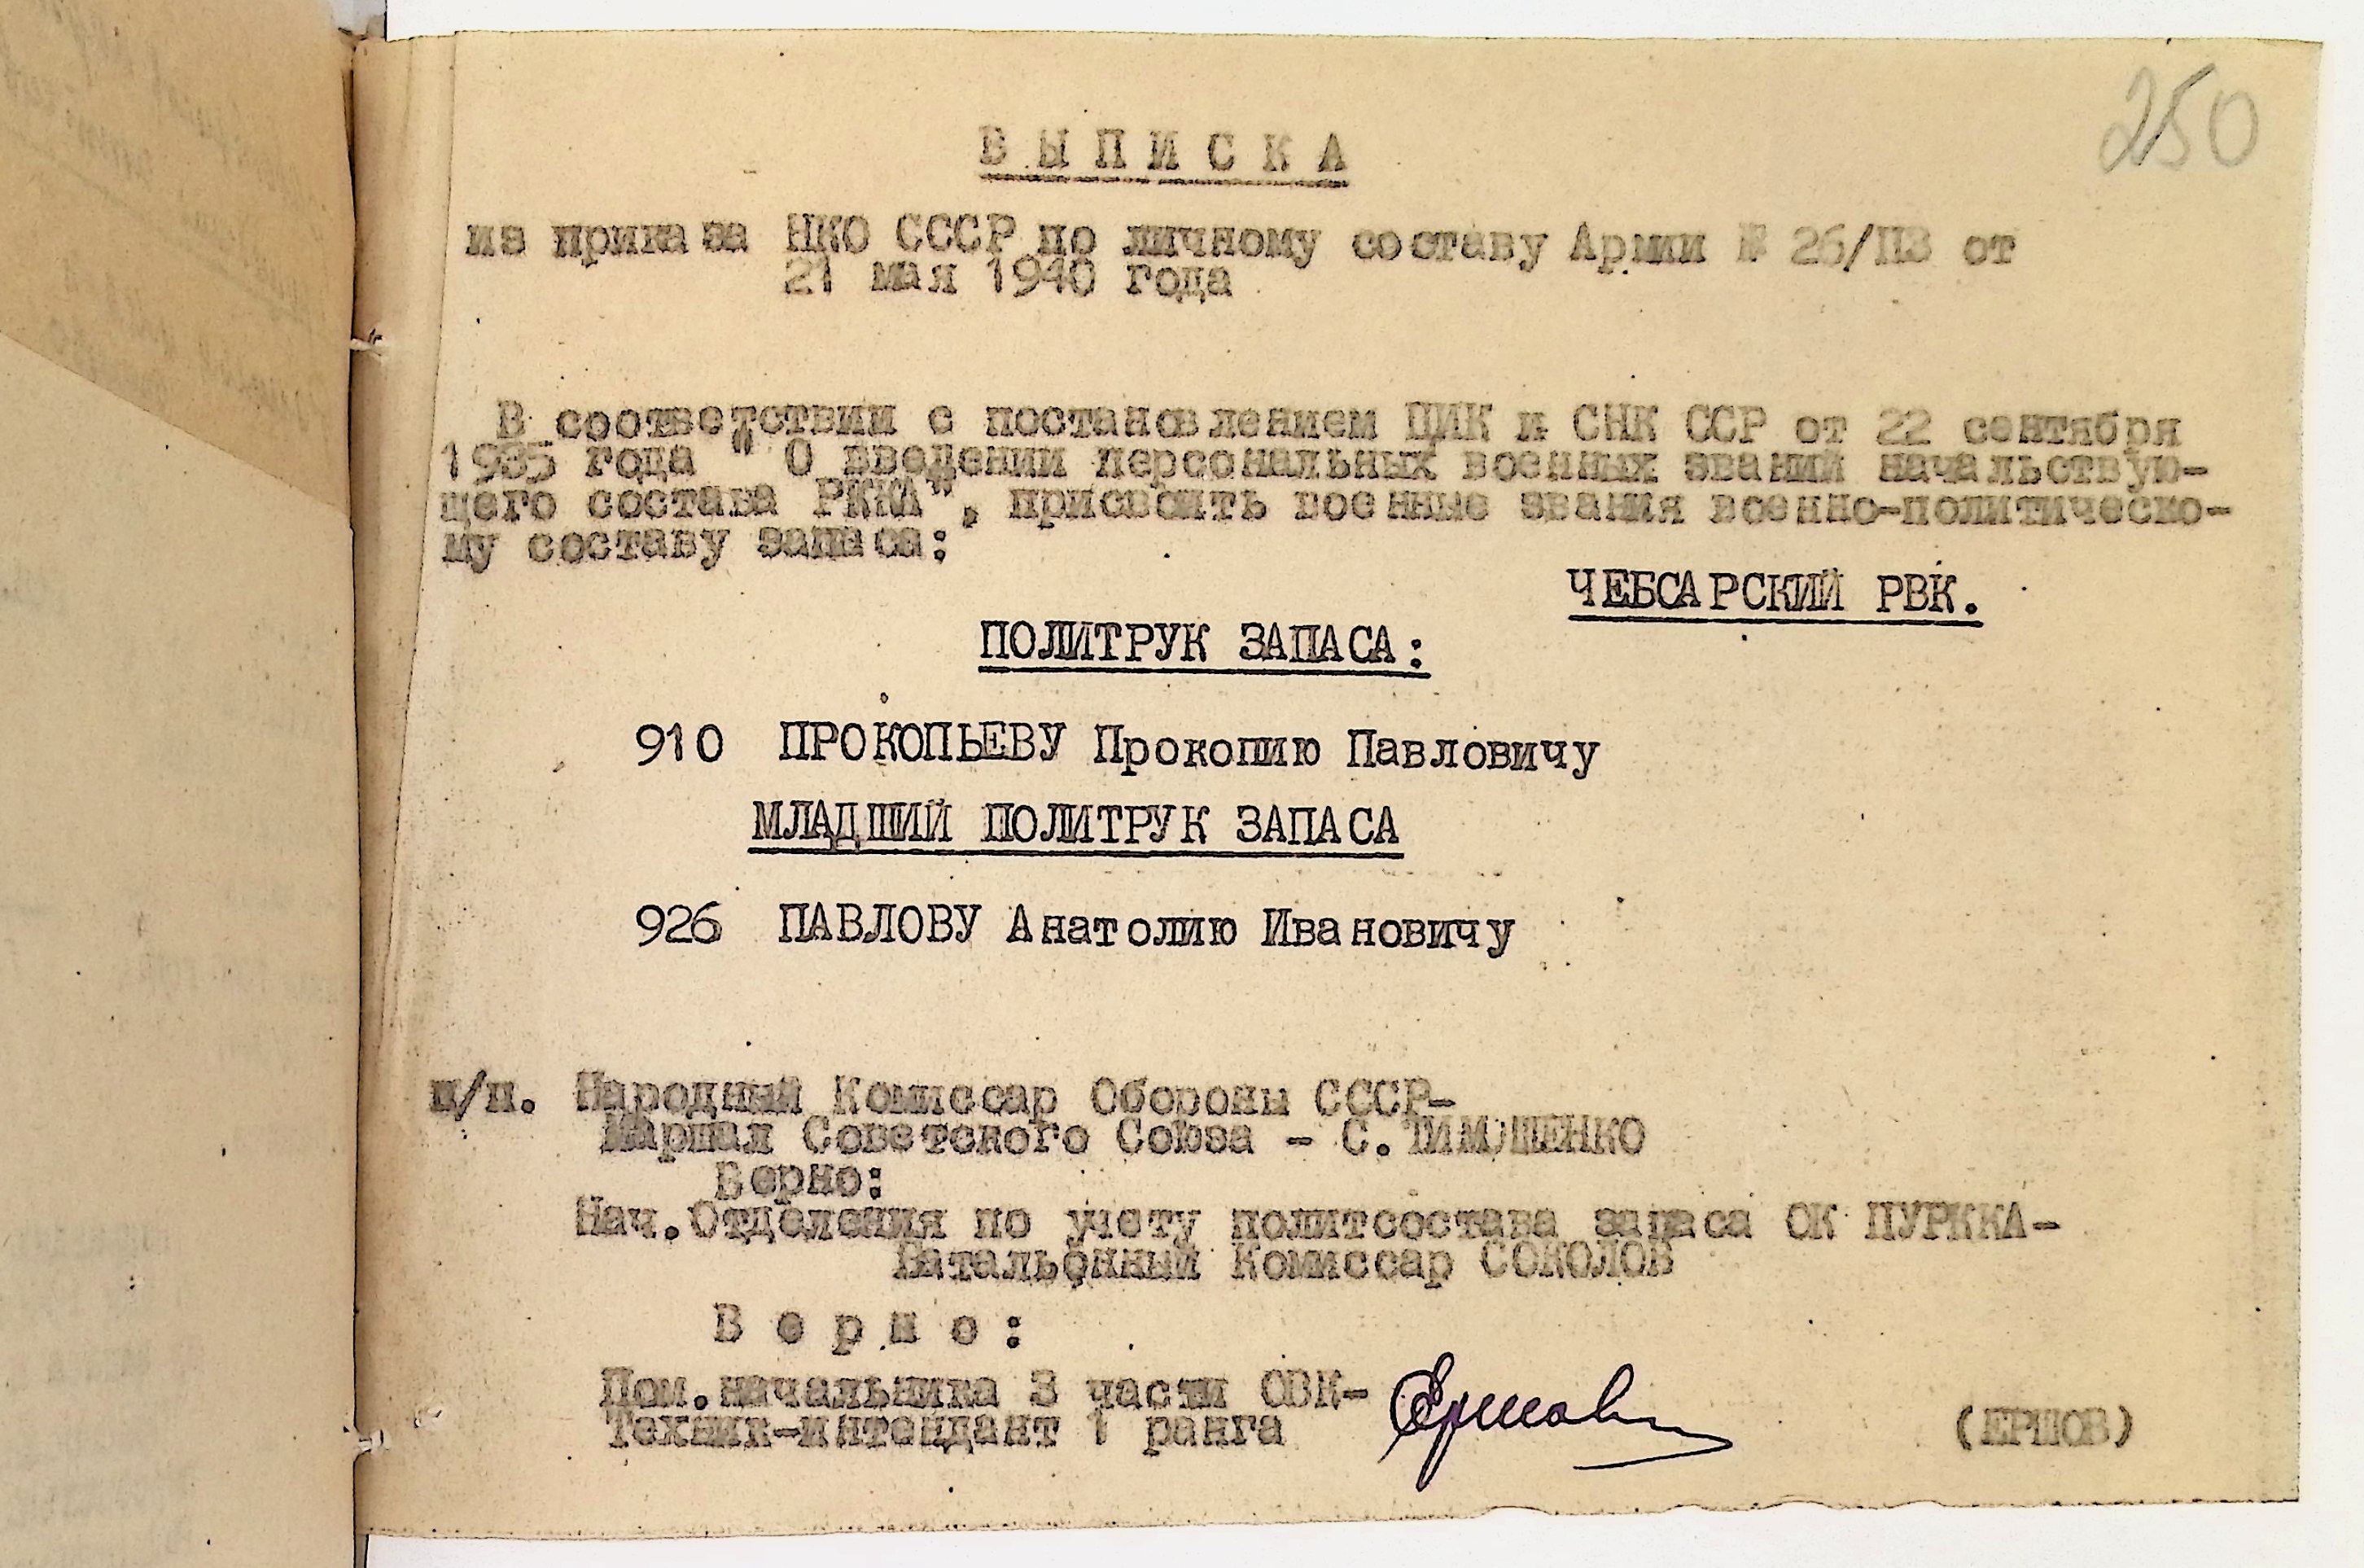 250
ВЫПИСКА
из приказа НКО СССР по личному составу Армии № 26/ПЗ от
21 мая 1940 года
В соответствии с постановлением ЦИК и СНК ССР от 22 сентября
1935 года " О введении персональных военных званий начальствую-
щего состава РККА", присвоить военные звания военно-политическо-
му составу запаса:
ЧЕБСАРСКИЙ РВК.
ПОЛИТРУК ЗАПАСА:
910 ПРОКОПЬЕВУ Прокопию Павловичу
МЛАДШИЙ ПОЛИТРУК ЗАПАСА
926 ПАВЛОВУ Анатолию Ивановичу
п/п. Народный Комиссар Обороны СССР-
Маршал Советского Союза - С.ТИМОШЕНКО
Верно:
Нач.Отделения по учету политсостава запаса ОК ПУРККА-
Батальонный Комиссар СОКОЛОВ
Верно:
Пом.начальника 3 части ОВК- Ершов
Техник-интендант 1 ранга (ЕРШОВ)